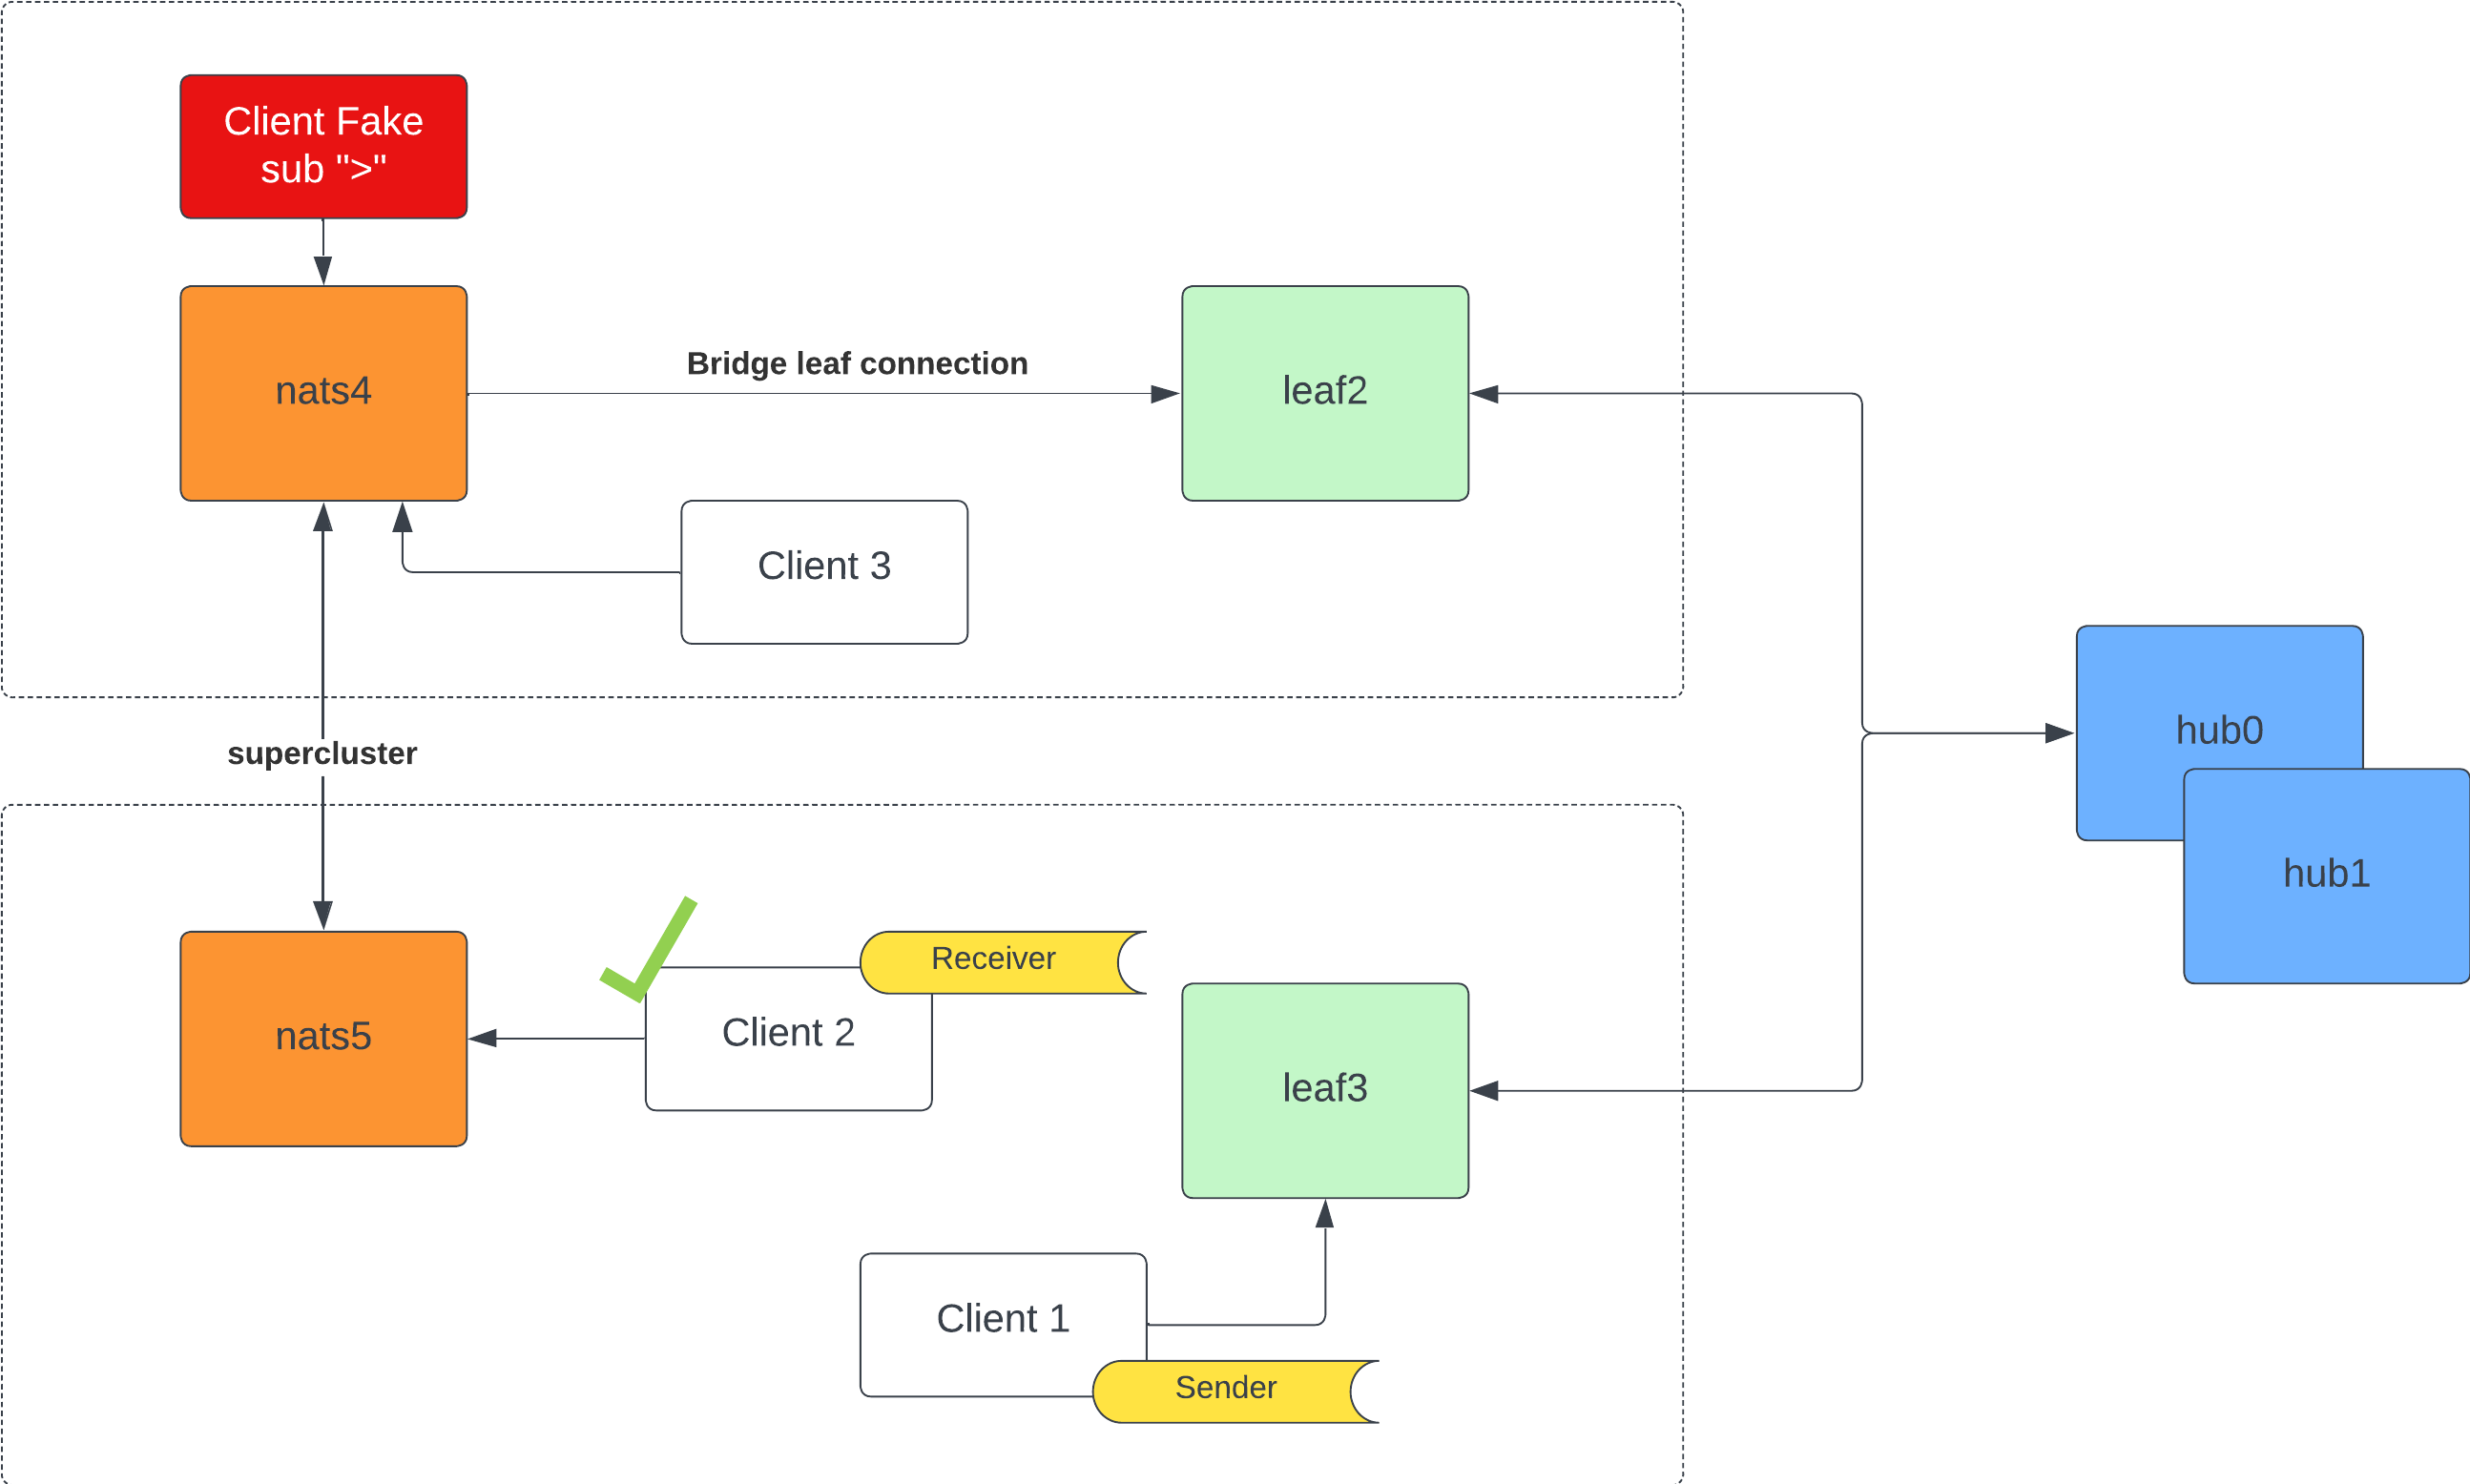 Client Fake
sub ">"
nats4
Bridge leaf connection
leaf2
Client 3
hub0
supercluster
hub1
Receiver
nats5
Client 2
leaf3
Client 1
Sender